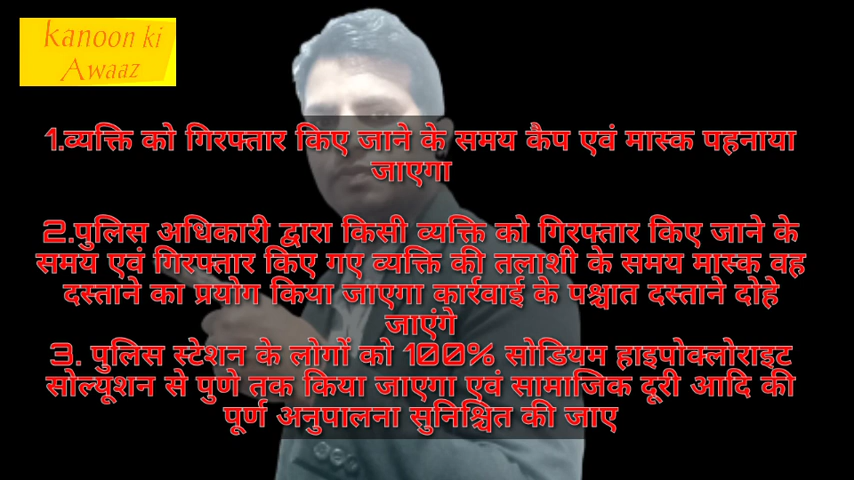 kanoon ki
Awaaz
1.व्यक्ति को गिरफ्तार किए जाने के समय कैप एवं मास्क पहनाया
जाएगा
2.पुलिस अधिकारी द्वारा किसी व्यक्ति को गिरफ्तार किए जाने के
समय एवं गिरफ्तार किए गए व्यक्ति की तलाशी के समय मास्क वह
दस्ताने का प्रयोग किया जाएगा कार्रवाई के पश्चात दस्ताने दोहे
जाएंगे
3. पुलिस स्टेशन के लोगों को 100% सोडियम हाइपोक्लोराइट
सोल्यूशन से पुणे तक किया जाएगा एवं सामाजिक दूरी आदि की
पूर्ण अनुपालना सुनिश्चित की जाए